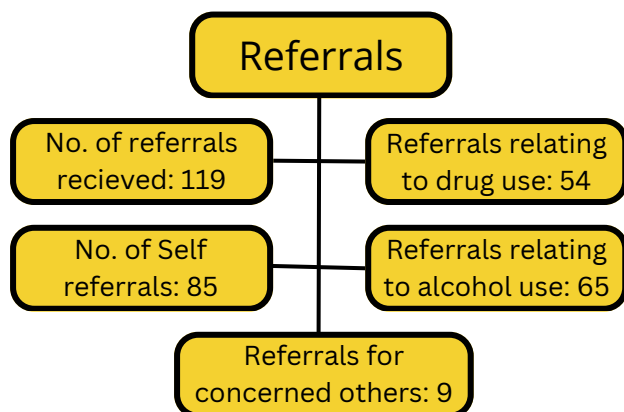 Referrals
No. of referrals
recieved: 119
Referrals relating
to drug use: 54
No. of Self
referrals: 85
Referrals relating
to alcohol use: 65
Referrals for
concerned others: 9